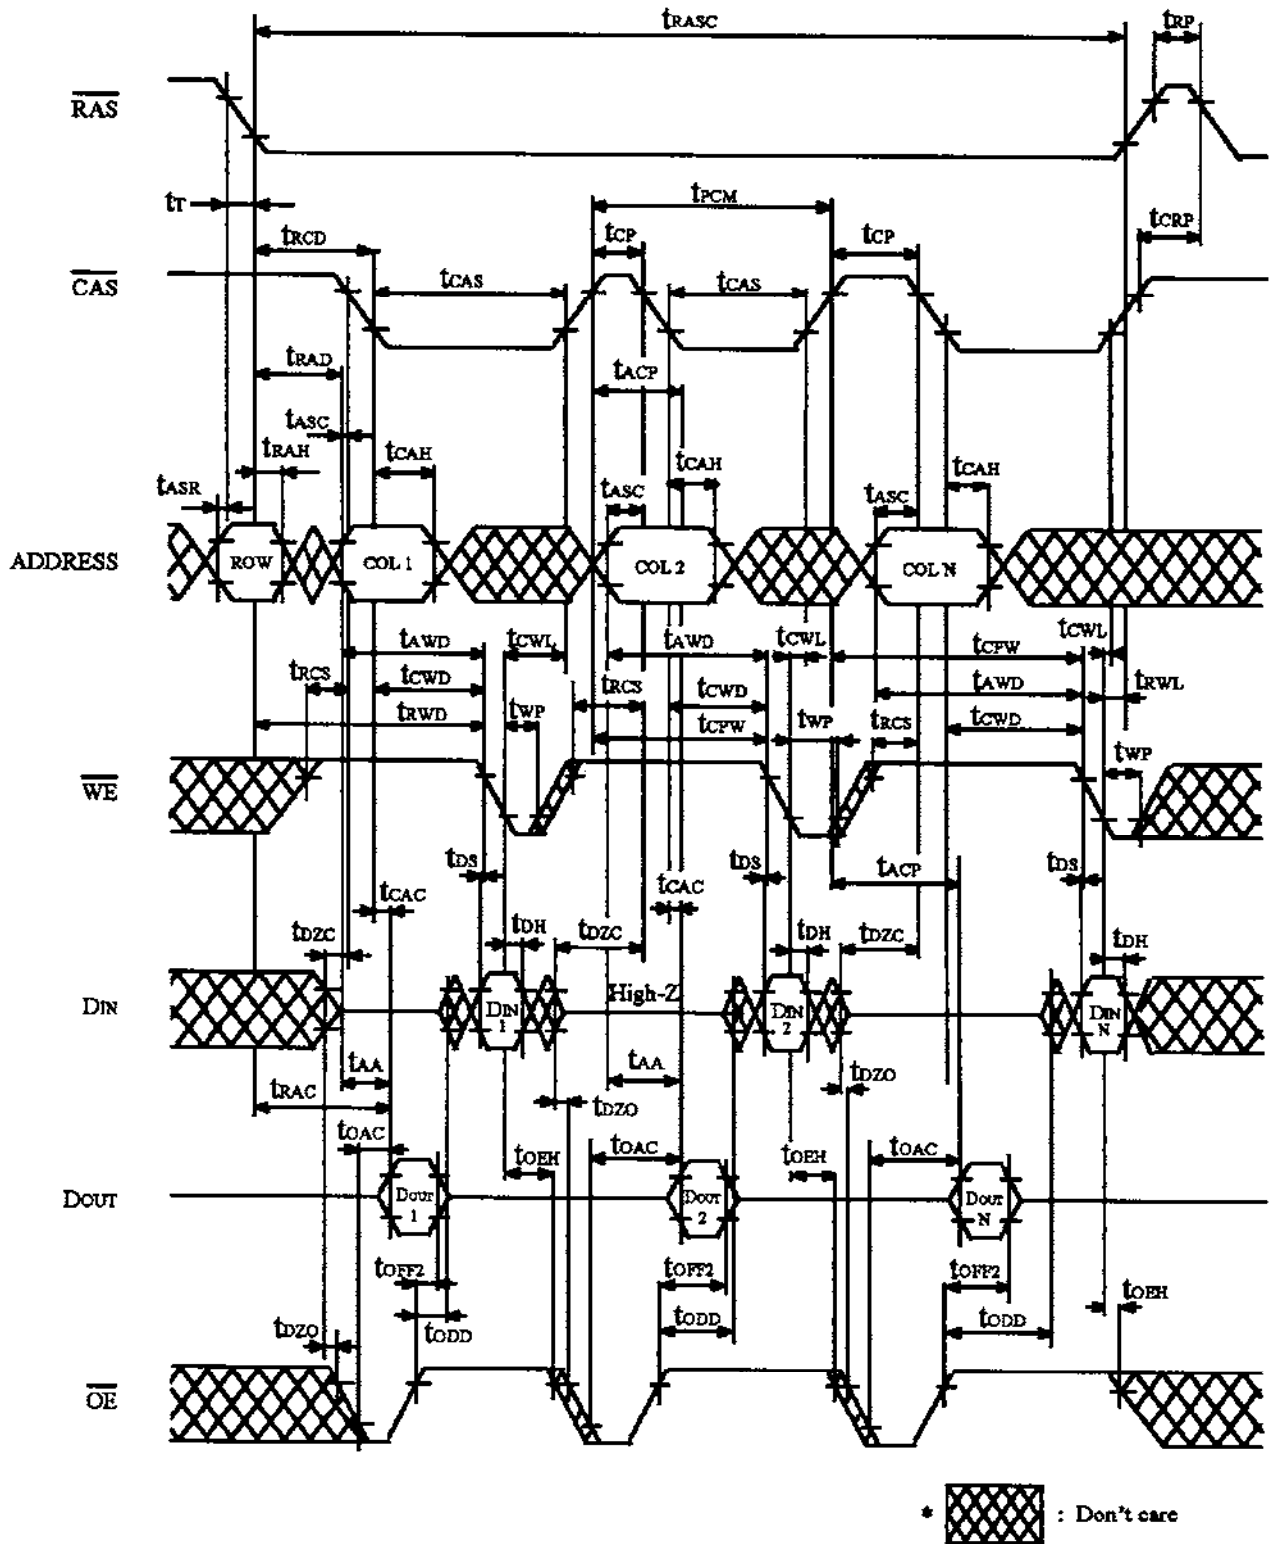 tRASC tRP
RAS
tT tPCM
tRCD tCP tCP tCRP
CAS tCAS tCAS
tRAD tACP
tASC
tRAH tCAH tCAH tCAH
tASR tASC tASC
ADDRESS ROW COL 1 COL 2 COL N
tAWD tCWL tAWD tCWL tCPW tCWL
tRCS tCWD tRCS tCWD tAWD tRWL
tRWD tWP tCPW tWP tRCS tCWD tWP
WE
tDS tCAC tDS tACP tDS
tCAC
tDZC tDH tDZC tDH tDZC tDH
DIN DIN 1 High-Z DIN 2 DIN N
tAA tAA
tRAC tDZO tDZO
tOAC tOEH tOAC tOEH tOAC
DOUT DOUT 1 DOUT 2 DOUT N
tOFF2 tOFF2 tOFF2 tOEH
tDZO tODD tODD tODD
OE
* : Don't care